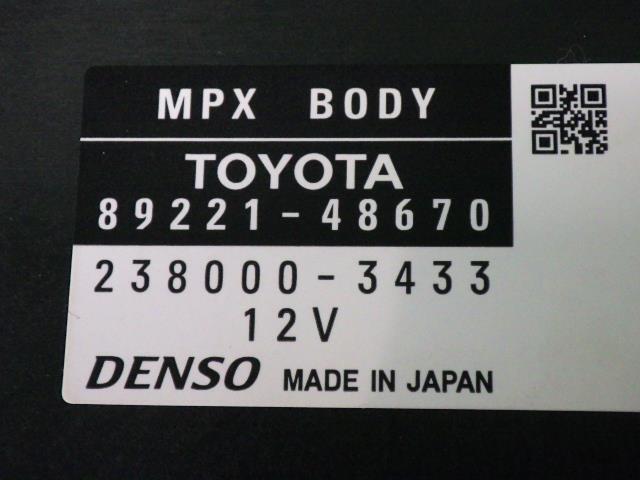 MPX BODY
TOYOTA
89221-48670
238000-3433
12V
DENSO MADE IN JAPAN